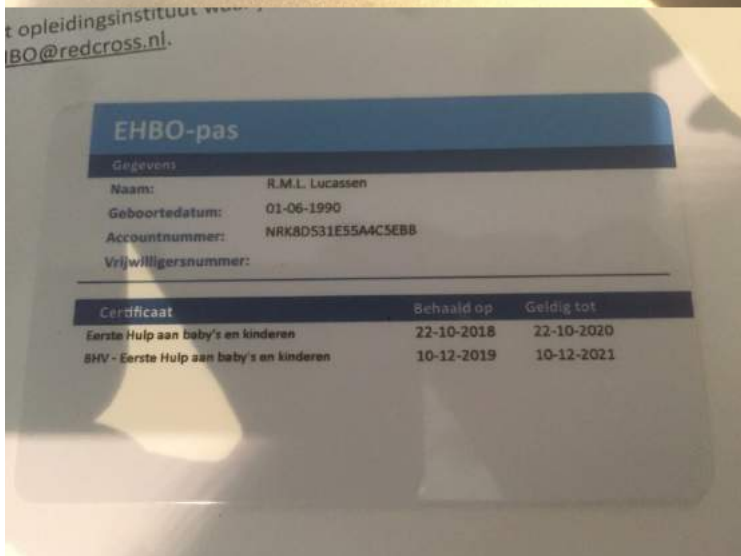 t opleidingsinstituut
HBO@redcross.nl.
EHBO-pas
Gegevens
Naam: R.M.L. Lucassen
Geboortedatum: 01-06-1990
Accountnummer: NRK8D531E55A4C5EBB
Vrijwilligersnummer:
Certificaat Behaald op Geldig tot
Eerste Hulp aan baby's en kinderen 22-10-2018 22-10-2020
BHV - Eerste Hulp aan baby's en kinderen 10-12-2019 10-12-2021